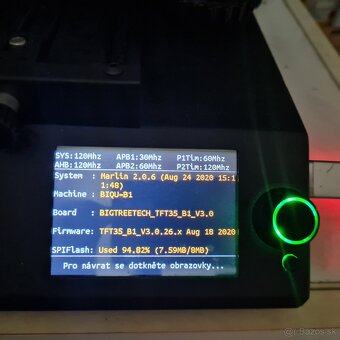 SYS:120Mhz APB1:30Mhz P1Tim:60Mhz
AHB:120Mhz APB2:60Mhz P2Tim:120Mhz
System : Marlin 2.0.6 (Aug 24 2020 15:1
1:48)
Machine : BIQU-B1
Board : BIGTREETECH_TFT35_B1_V3.0
Firmware: TFT35_B1_V3.0.26.x Aug 18 2020
SPIFlash: Used 94.82% (7.59MB/8MB)
Pro návrat se dotkněte obrazovky...
Bazos.sk